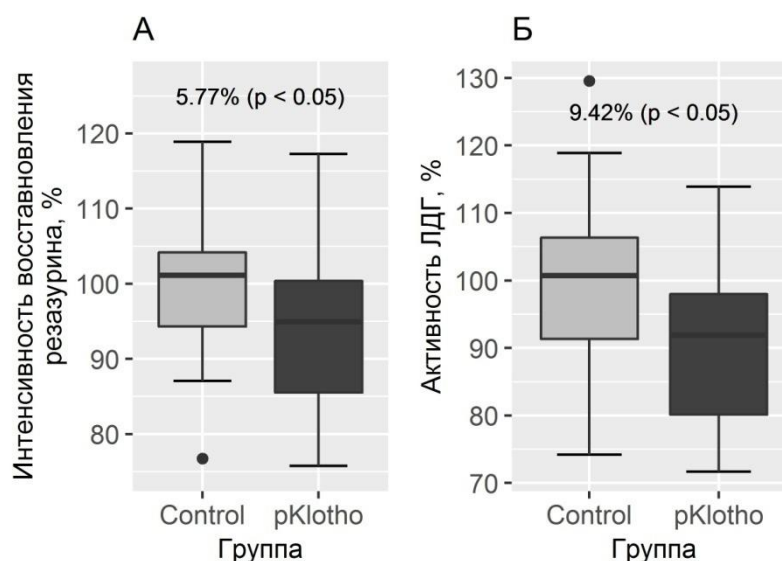 А
Интенсивность восставновления
резазурина, %
5.77% (p < 0.05)
120
110
100
90
80
Control
pKlotho
Группа
Б
Активность ЛДГ, %
9.42% (p < 0.05)
130
120
110
100
90
80
70
Control
pKlotho
Группа